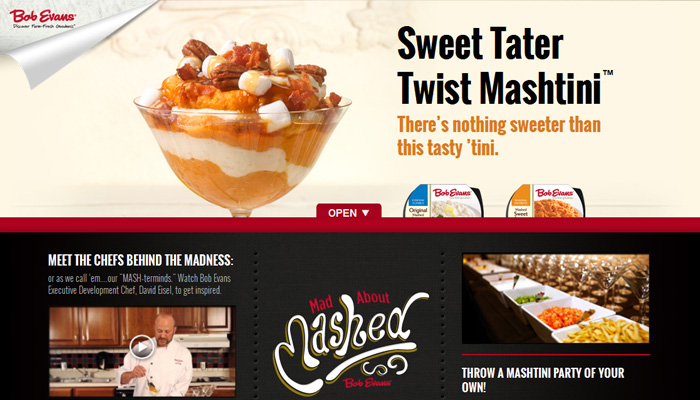 Bob Evans
Discover Farm-Fresh Goodness
Sweet Tater
Twist Mashtini™
There's nothing sweeter than
this tasty 'tini.
Bob Evans
Original
Mashed
Bob Evans
Mashed
Sweet
OPEN ▼
MEET THE CHEFS BEHIND THE MADNESS:
or as we call 'em....our "MASH-terminds." Watch Bob Evans
Executive Development Chef, David Eisel, to get inspired.
Mad About
Mashed
Bob Evans
THROW A MASHTINI PARTY OF YOUR
OWN!